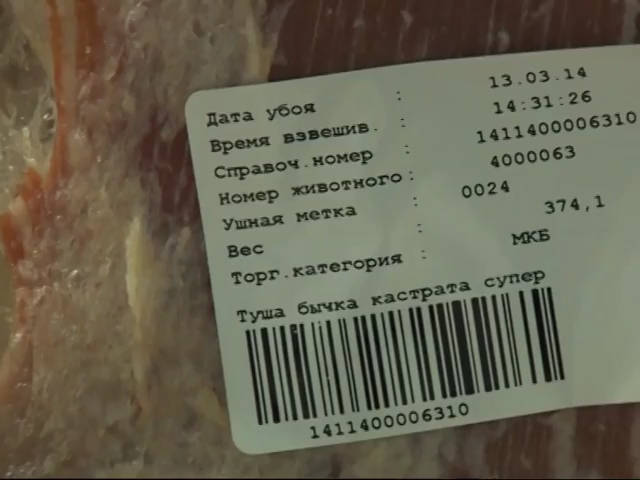 Дата убоя : 13.03.14
Время взвешив. : 14:31:26
Справоч.номер : 1411400006310
Номер животного : 4000063
Ушная метка : 0024
Вес : 374,1
Торг.категория : МКБ
Туша бычка кастрата супер
1411400006310